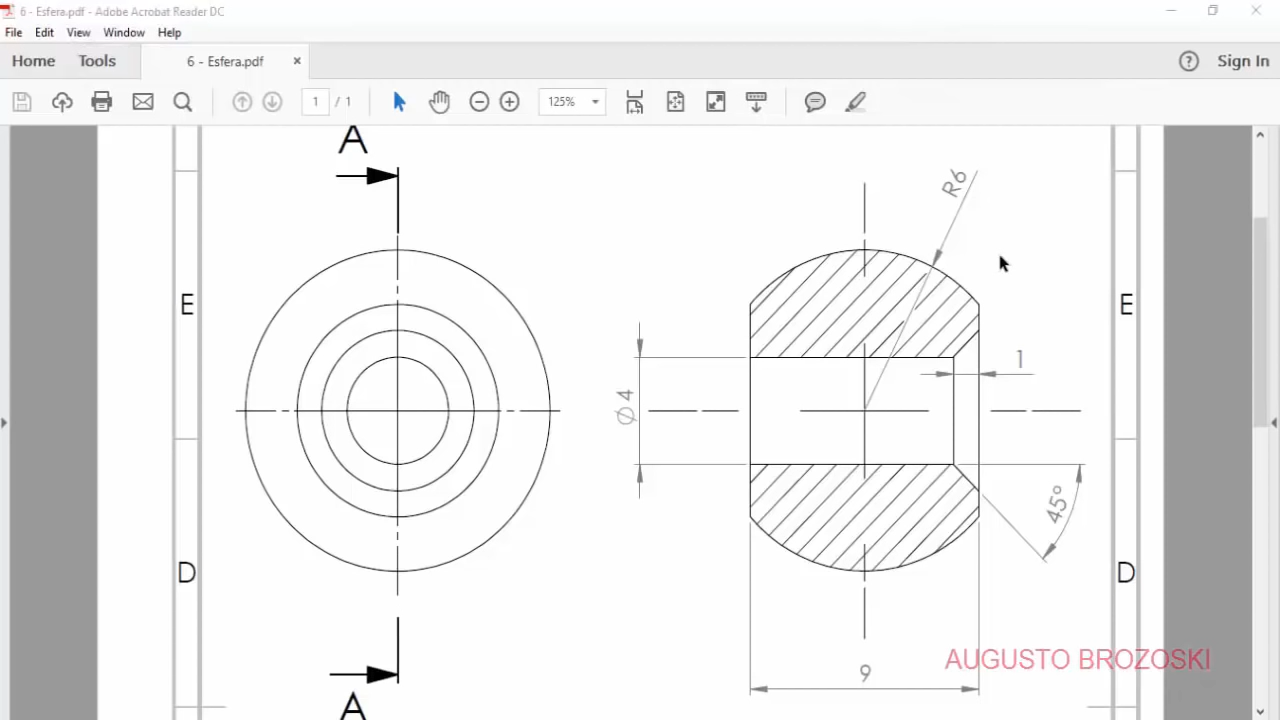 6 - Esfera.pdf - Adobe Acrobat Reader DC
File Edit View Window Help
Home Tools 6 - Esfera.pdf × ? Sign In
1 / 1 125%
A
R6
E E
1
Ø 4
45°
D D
AUGUSTO BROZOSKI
9
A